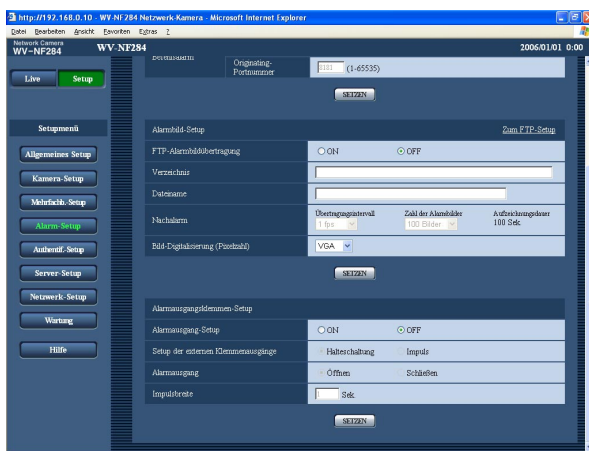 http://192.168.0.10 - WV-NF284 Netzwerk-Kamera - Microsoft Internet Explorer
Datei Bearbeiten Ansicht Favoriten Extras ?
Network Camera
WV-NF284
WV-NF284
2006/01/01 0:00
Live Setup
Originating-Portnummer (1-65535)
SETZEN
Setupmenü
Allgemeines Setup
Kamera-Setup
Mehrfachb.-Setup
Alarm-Setup
Authentif.-Setup
Server-Setup
Netzwerk-Setup
Wartung
Hilfe
Alarmbild-Setup Zum FTP-Setup
FTP-Alarmbildübertragung ON OFF
Verzeichnis
Dateiname
Nachalarm
Übertragungsintervall Zahl der Alarmbilder Aufzeichnungsdauer
1 fps 100 Bilder 100 Sek.
Bild-Digitalisierung (Pixelzahl) VGA
SETZEN
Alarmausgangsklemmen-Setup
Alarmausgang-Setup ON OFF
Setup der externen Klemmenausgänge Halteschaltung Impuls
Alarmausgang Öffnen Schließen
Impulsbreite 1 Sek.
SETZEN